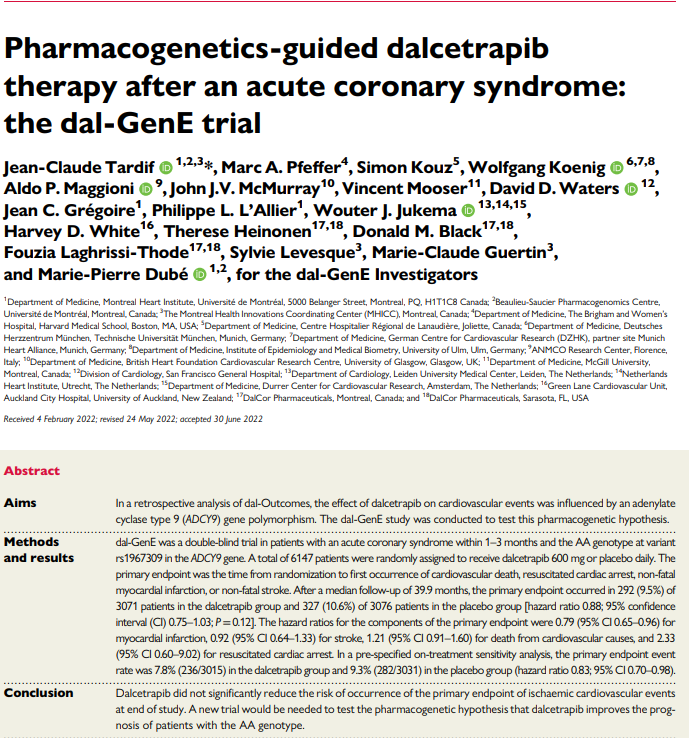 Pharmacogenetics-guided dalcetrapib
therapy after an acute coronary syndrome:
the dal-GenE trial
Jean-Claude Tardif iD 1,2,3*, Marc A. Pfeffer4, Simon Kouz5, Wolfgang Koenig iD 6,7,8,
Aldo P. Maggioni iD 9, John J.V. McMurray10, Vincent Mooser11, David D. Waters iD 12,
Jean C. Grégoire1, Philippe L. L'Allier1, Wouter J. Jukema iD 13,14,15,
Harvey D. White16, Therese Heinonen17,18, Donald M. Black17,18,
Fouzia Laghrissi-Thode17,18, Sylvie Levesque3, Marie-Claude Guertin3,
and Marie-Pierre Dubé iD 1,2, for the dal-GenE Investigators
1Department of Medicine, Montreal Heart Institute, Université de Montréal, 5000 Belanger Street, Montreal, PQ, H1T1C8 Canada; 2Beaulieu-Saucier Pharmacogenomics Centre,
Université de Montréal, Montreal, Canada; 3The Montreal Health Innovations Coordinating Center (MHICC), Montreal, Canada; 4Department of Medicine, The Brigham and Women's
Hospital, Harvard Medical School, Boston, MA, USA; 5Department of Medicine, Centre Hospitalier Régional de Lanaudière, Joliette, Canada; 6Department of Medicine, Deutsches
Herzzentrum München, Technische Universität München, Munich, Germany; 7Department of Medicine, German Centre for Cardiovascular Research (DZHK), partner site Munich
Heart Alliance, Munich, Germany; 8Department of Medicine, Institute of Epidemiology and Medical Biometry, University of Ulm, Ulm, Germany; 9ANMCO Research Center, Florence,
Italy; 10Department of Medicine, British Heart Foundation Cardiovascular Research Centre, University of Glasgow, Glasgow, UK; 11Department of Medicine, McGill University,
Montreal, Canada; 12Division of Cardiology, San Francisco General Hospital; 13Department of Cardiology, Leiden University Medical Center, Leiden, The Netherlands; 14Netherlands
Heart Institute, Utrecht, The Netherlands; 15Department of Medicine, Durrer Center for Cardiovascular Research, Amsterdam, The Netherlands; 16Green Lane Cardiovascular Unit,
Auckland City Hospital, University of Auckland, New Zealand; 17DalCor Pharmaceuticals, Montreal, Canada; and 18DalCor Pharmaceuticals, Sarasota, FL, USA
Received 4 February 2022; revised 24 May 2022; accepted 30 June 2022
Abstract
Aims In a retrospective analysis of dal-Outcomes, the effect of dalcetrapib on cardiovascular events was influenced by an adenylate
cyclase type 9 (ADCY9) gene polymorphism. The dal-GenE study was conducted to test this pharmacogenetic hypothesis.
Methods dal-GenE was a double-blind trial in patients with an acute coronary syndrome within 1–3 months and the AA genotype at variant
and results rs1967309 in the ADCY9 gene. A total of 6147 patients were randomly assigned to receive dalcetrapib 600 mg or placebo daily. The
primary endpoint was the time from randomization to first occurrence of cardiovascular death, resuscitated cardiac arrest, non-fatal
myocardial infarction, or non-fatal stroke. After a median follow-up of 39.9 months, the primary endpoint occurred in 292 (9.5%) of
3071 patients in the dalcetrapib group and 327 (10.6%) of 3076 patients in the placebo group [hazard ratio 0.88; 95% confidence
interval (CI) 0.75–1.03; P = 0.12]. The hazard ratios for the components of the primary endpoint were 0.79 (95% CI 0.65–0.96) for
myocardial infarction, 0.92 (95% CI 0.64–1.33) for stroke, 1.21 (95% CI 0.91–1.60) for death from cardiovascular causes, and 2.33
(95% CI 0.60–9.02) for resuscitated cardiac arrest. In a pre-specified on-treatment sensitivity analysis, the primary endpoint event
rate was 7.8% (236/3015) in the dalcetrapib group and 9.3% (282/3031) in the placebo group (hazard ratio 0.83; 95% CI 0.70–0.98).
Conclusion Dalcetrapib did not significantly reduce the risk of occurrence of the primary endpoint of ischaemic cardiovascular events
at end of study. A new trial would be needed to test the pharmacogenetic hypothesis that dalcetrapib improves the prog-
nosis of patients with the AA genotype.